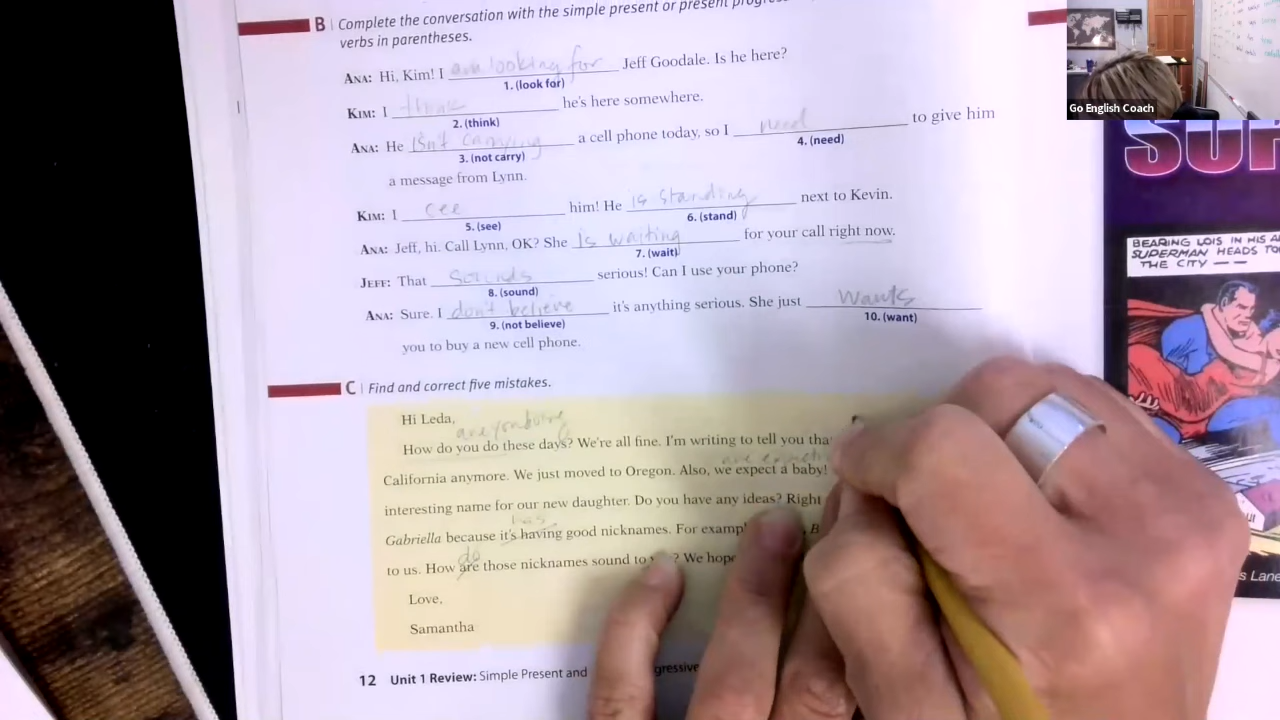 B Complete the conversation with the simple present or present progre
verbs in parentheses.
ANA: Hi, Kim! I am looking for Jeff Goodale. Is he here?
1. (look for)
KIM: I think he's here somewhere.
2. (think)
ANA: He isn't carrying a cell phone today, so I need to give him
3. (not carry) 4. (need)
a message from Lynn.
KIM: I see him! He is standing next to Kevin.
5. (see) 6. (stand)
ANA: Jeff, hi. Call Lynn, OK? She is waiting for your call right now.
7. (wait)
JEFF: That sounds serious! Can I use your phone?
8. (sound)
ANA: Sure. I don't believe it's anything serious. She just wants
9. (not believe) 10. (want)
you to buy a new cell phone.
C Find and correct five mistakes.
Hi Leda,
are you doing
How do you do these days? We're all fine. I'm writing to tell you tha
are
California anymore. We just moved to Oregon. Also, we expect a baby!
interesting name for our new daughter. Do you have any ideas? Right
has
Gabriella because it's having good nicknames. For exampl B
do
to us. How are those nicknames sound to ? We hope
Love,
Samantha
12 Unit 1 Review: Simple Present and gressive
Go English Coach
SUP
BEARING LOIS IN HIS A
SUPERMAN HEADS TO
THE CITY — —
s Lane